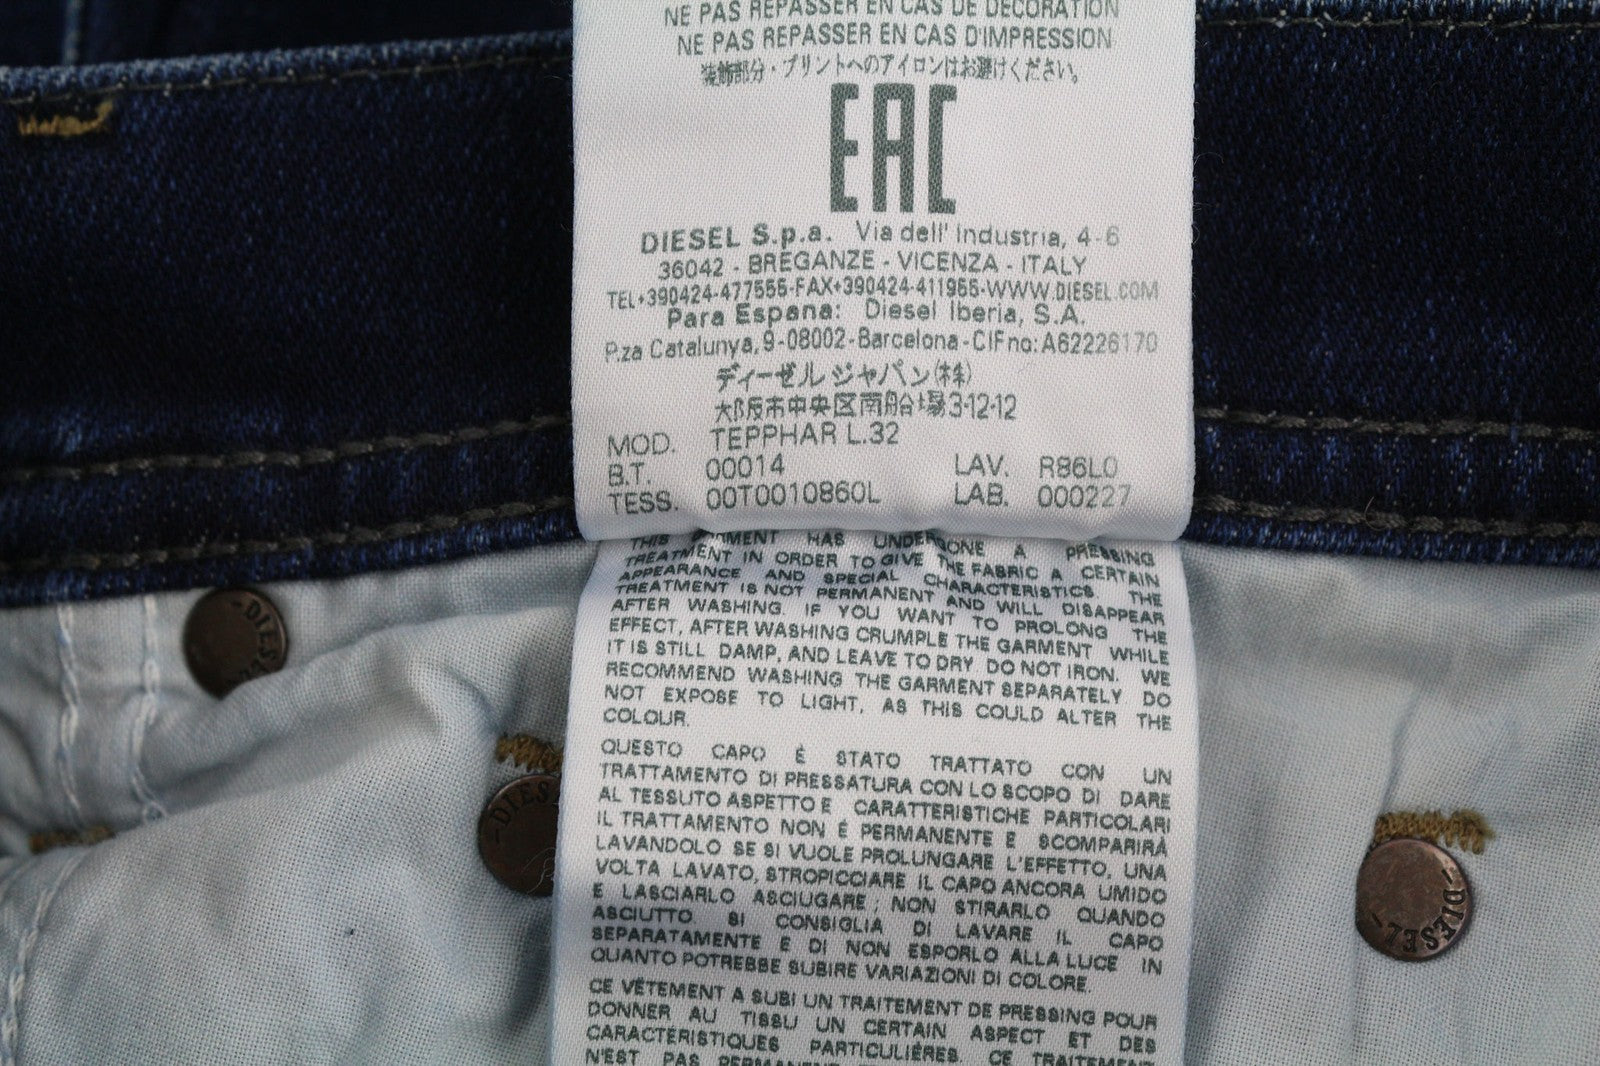 NE PAS REPASSER EN CAS DE DÉCORATION
NE PAS REPASSER EN CAS D'IMPRESSION
装飾部分・プリントへのアイロンはお避けください。
EAC
DIESEL S.p.a. Via dell' Industria, 4-6
36042 - BREGANZE - VICENZA - ITALY
TEL+390424-477555-FAX+390424-411955-WWW.DIESEL.COM
Para Espana: Diesel Iberia, S.A.
P.za Catalunya, 9-08002-Barcelona-CIFno:A62226170
ディーゼル ジャパン(株)
大阪市中央区南船台場3-12-12
MOD. TEPPHAR L.32
B.T. 00014 LAV. R86L0
TESS. 00T0010860L LAB. 000227
THIS GARMENT HAS UNDERGONE A PRESSING
TREATMENT IN ORDER TO GIVE THE FABRIC A CERTAIN
APPEARANCE AND SPECIAL CHARACTERISTICS THE
TREATMENT IS NOT PERMANENT AND WILL DISAPPEAR
AFTER WASHING. IF YOU WANT TO PROLONG THE
EFFECT, AFTER WASHING CRUMPLE THE GARMENT WHILE
IT IS STILL DAMP, AND LEAVE TO DRY. DO NOT IRON. WE
RECOMMEND WASHING THE GARMENT SEPARATELY DO
NOT EXPOSE TO LIGHT, AS THIS COULD ALTER THE
COLOUR.
QUESTO CAPO È STATO TRATTATO CON UN
TRATTAMENTO DI PRESSATURA CON LO SCOPO DI DARE
AL TESSUTO ASPETTO E CARATTERISTICHE PARTICOLARI
IL TRATTAMENTO NON É PERMANENTE E SCOMPARIRÀ
LAVANDOLO SE SI VUOLE PROLUNGARE L'EFFETTO, UNA
VOLTA LAVATO, STROPICCIARE IL CAPO ANCORA UMIDO
E LASCIARLO ASCIUGARE; NON STIRARLO QUANDO
ASCIUTTO SI CONSIGLIA DI LAVARE IL CAPO
SEPARATAMENTE E DI NON ESPORLO ALLA LUCE IN
QUANTO POTREBBE SUBIRE VARIAZIONI DI COLORE.
CE VÊTEMENT A SUBI UN TRAITEMENT DE PRESSING POUR
DONNER AU TISSU UN CERTAIN ASPECT ET DES
CARACTÉRISTIQUES PARTICULIÈRES. CE TRAITEMENT
N'EST PAS PERMANENT
-DIESEL-
-DIES
-DIESEL-